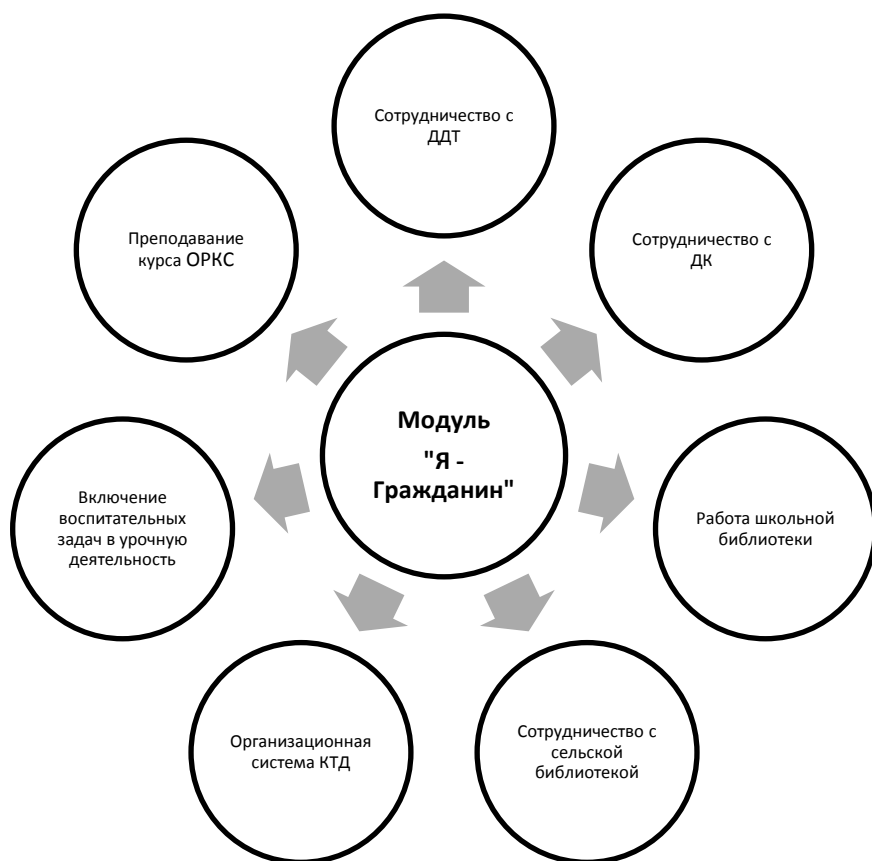 Сотрудничество с
ДДТ
Преподавание
курса ОРКС
Сотрудничество с
ДК
Модуль
"Я -
Гражданин"
Включение
воспитательных
задач в урочную
деятельность
Работа школьной
библиотеки
Организационная
система КТД
Сотрудничество с
сельской
библиотекой